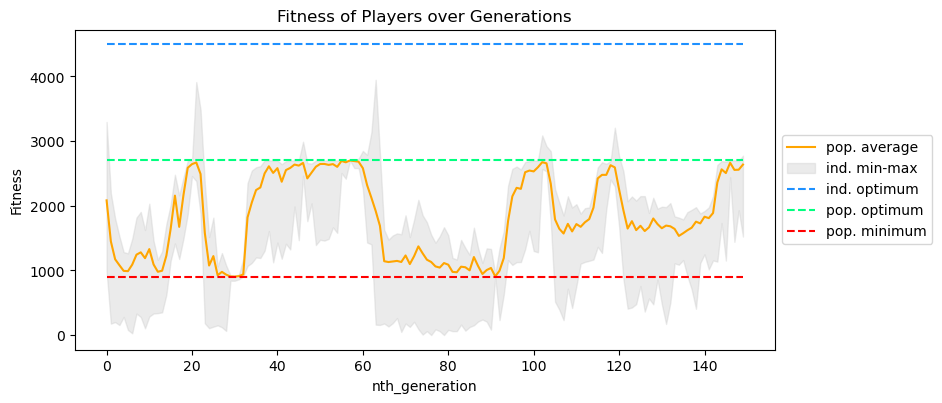 Fitness of Players over Generations
Fitness
4000
3000
2000
1000
0
0 20 40 60 80 100 120 140
nth_generation
pop. average
ind. min-max
ind. optimum
pop. optimum
pop. minimum